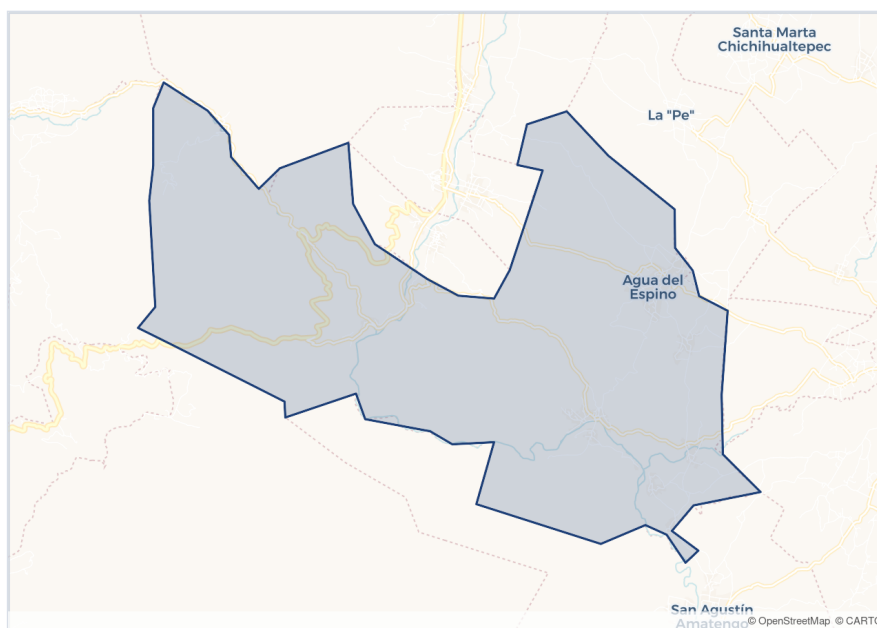 Santa Marta
Chichihualtepec
La "Pe"
Agua del
Espino
San Agustín
Amatengo
© OpenStreetMap © CARTO